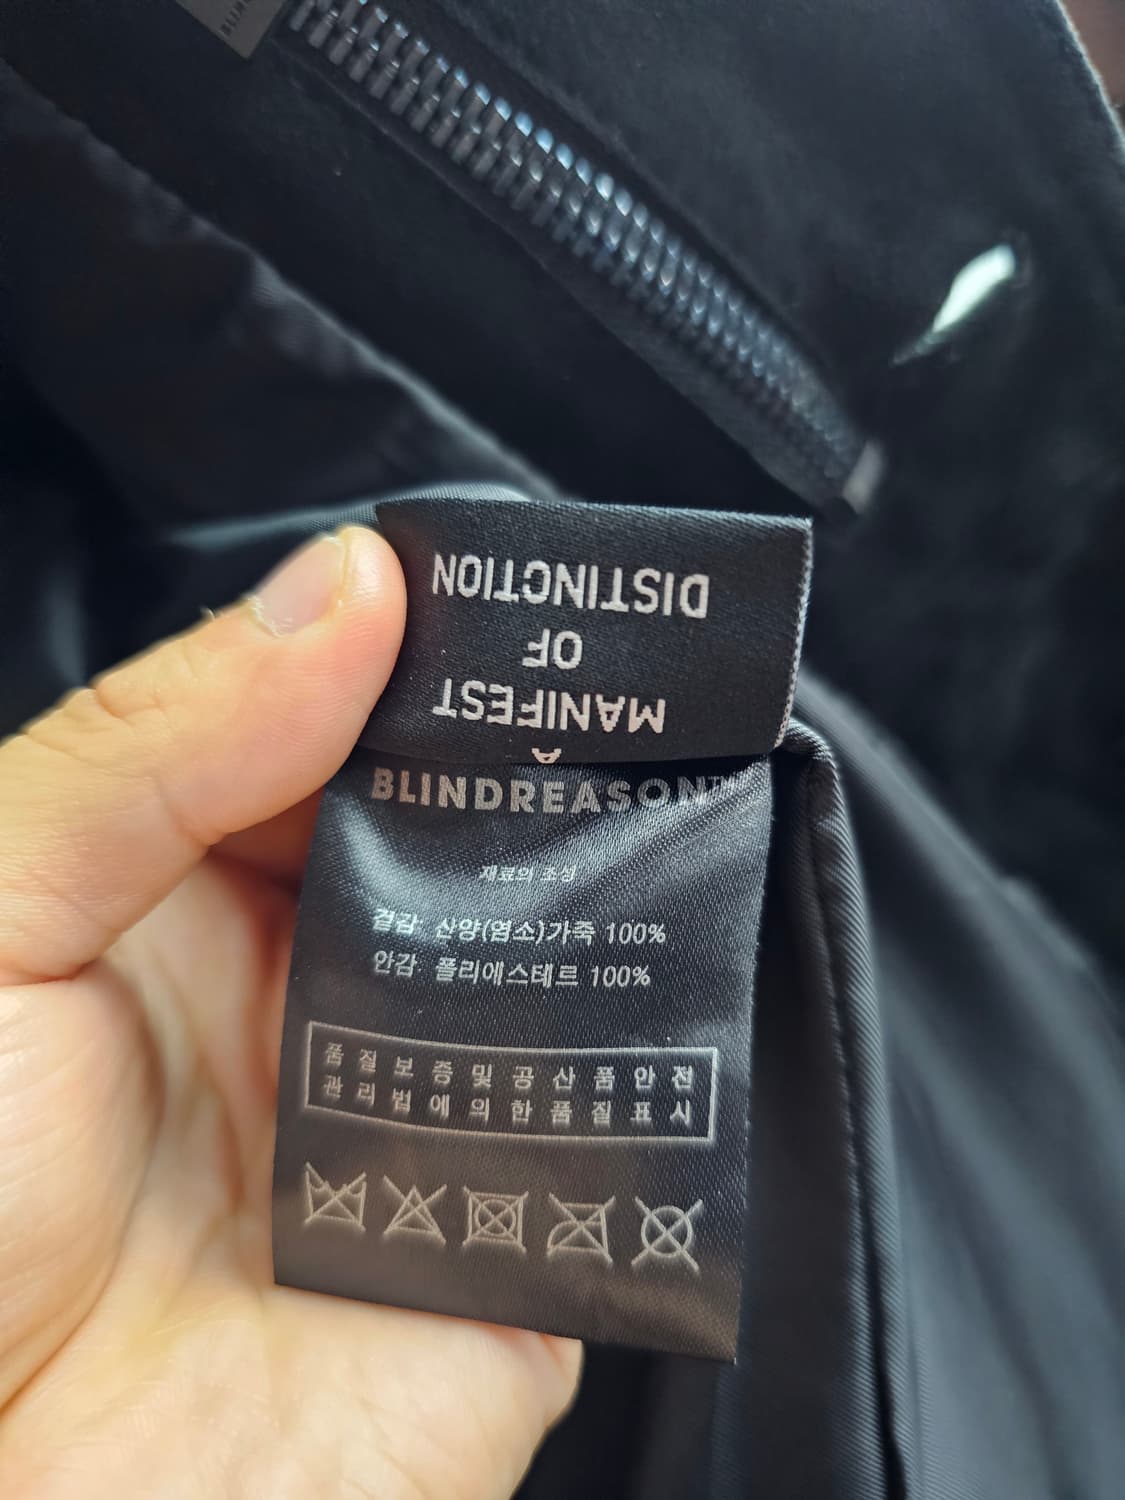 A
MANIFEST
OF
DISTINCTION
BLINDREASON™
재료의 조성
겉감: 산양(염소)가죽 100%
안감: 폴리에스테르 100%
품질보증및공산품안전
관리법에의한품질표시